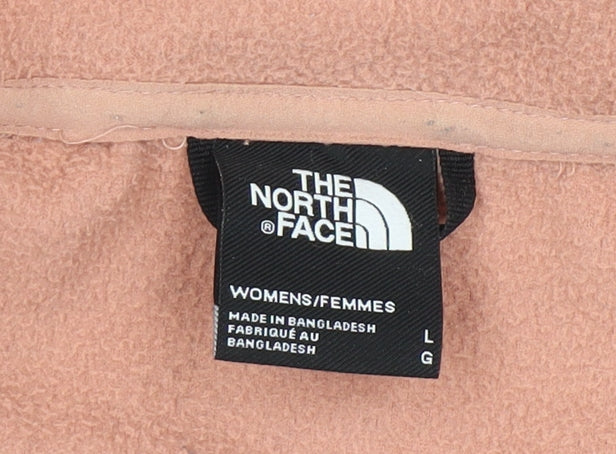 THE
NORTH
® FACE
WOMENS/FEMMES
MADE IN BANGLADESH
FABRIQUÉ AU
BANGLADESH
L
G